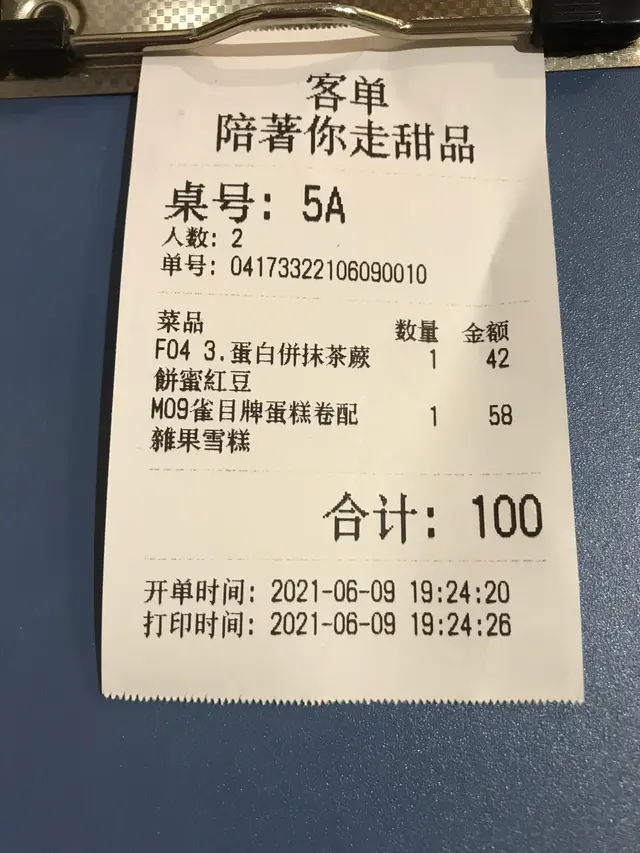 客单
陪著你走甜品
桌号: 5A
人数: 2
单号: 04173322106090010
菜品 数量 金额
F04 3.蛋白併抹茶蕨 1 42
餅蜜紅豆
M09雀目牌蛋糕卷配 1 58
雜果雪糕
合计: 100
开单时间: 2021-06-09 19:24:20
打印时间: 2021-06-09 19:24:26